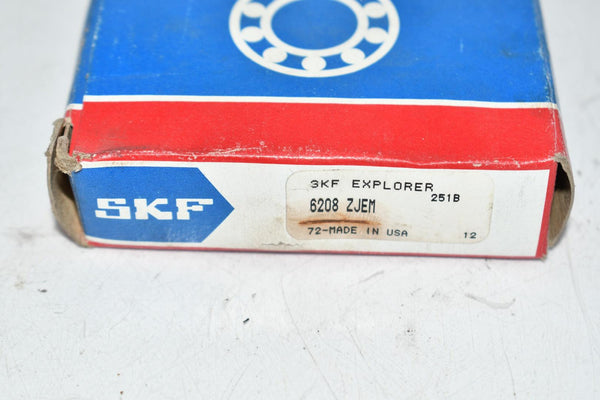 SKF
SKF EXPLORER
251B
6208 ZJEM
72-MADE IN USA
12